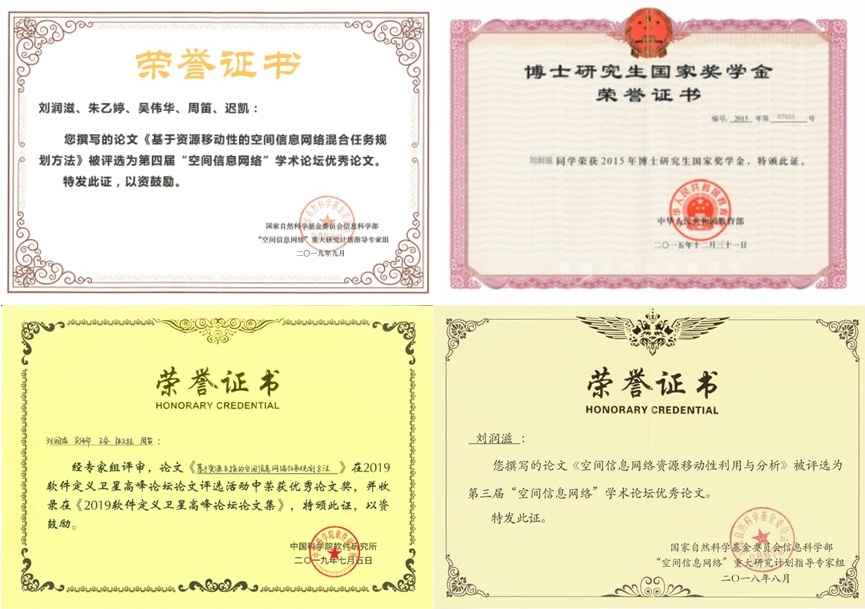 荣誉证书
刘润滋、朱乙婷、吴伟华、周笛、迟凯：
您撰写的论文《基于资源移动性的空间信息网络混合任务规
划方法》被评选为第四届“空间信息网络”学术论坛优秀论文。
特发此证，以资鼓励。
国家自然科学基金委员会信息科学部
“空间信息网络”重大研究计划指导专家组
二〇一九年九月
博士研究生国家奖学金
荣誉证书
编号：2015 年第 号
刘润滋 同学荣获2015年博士研究生国家奖学金，特颁此证。
中华人民共和国教育部
二〇一五年十二月三十一日
荣誉证书
HONORARY CREDENTIAL
刘润滋 吴伟华 周笛：
经专家组评审，论文《 的空间信息网络任务规划方法》在2019
软件定义卫星高峰论坛论文评选活动中荣获优秀论文奖，并收
录在《2019软件定义卫星高峰论坛论文集》，特颁此证，以资
鼓励。
中国科学院软件研究所
二〇一九年七月五日
荣誉证书
HONORARY CREDENTIAL
刘润滋：
您撰写的论文《空间信息网络资源移动性利用与分析》被评选为
第三届“空间信息网络”学术论坛优秀论文。
特发此证。
国家自然科学基金委员会信息科学部
“空间信息网络”重大研究计划指导专家组
二〇一八年八月